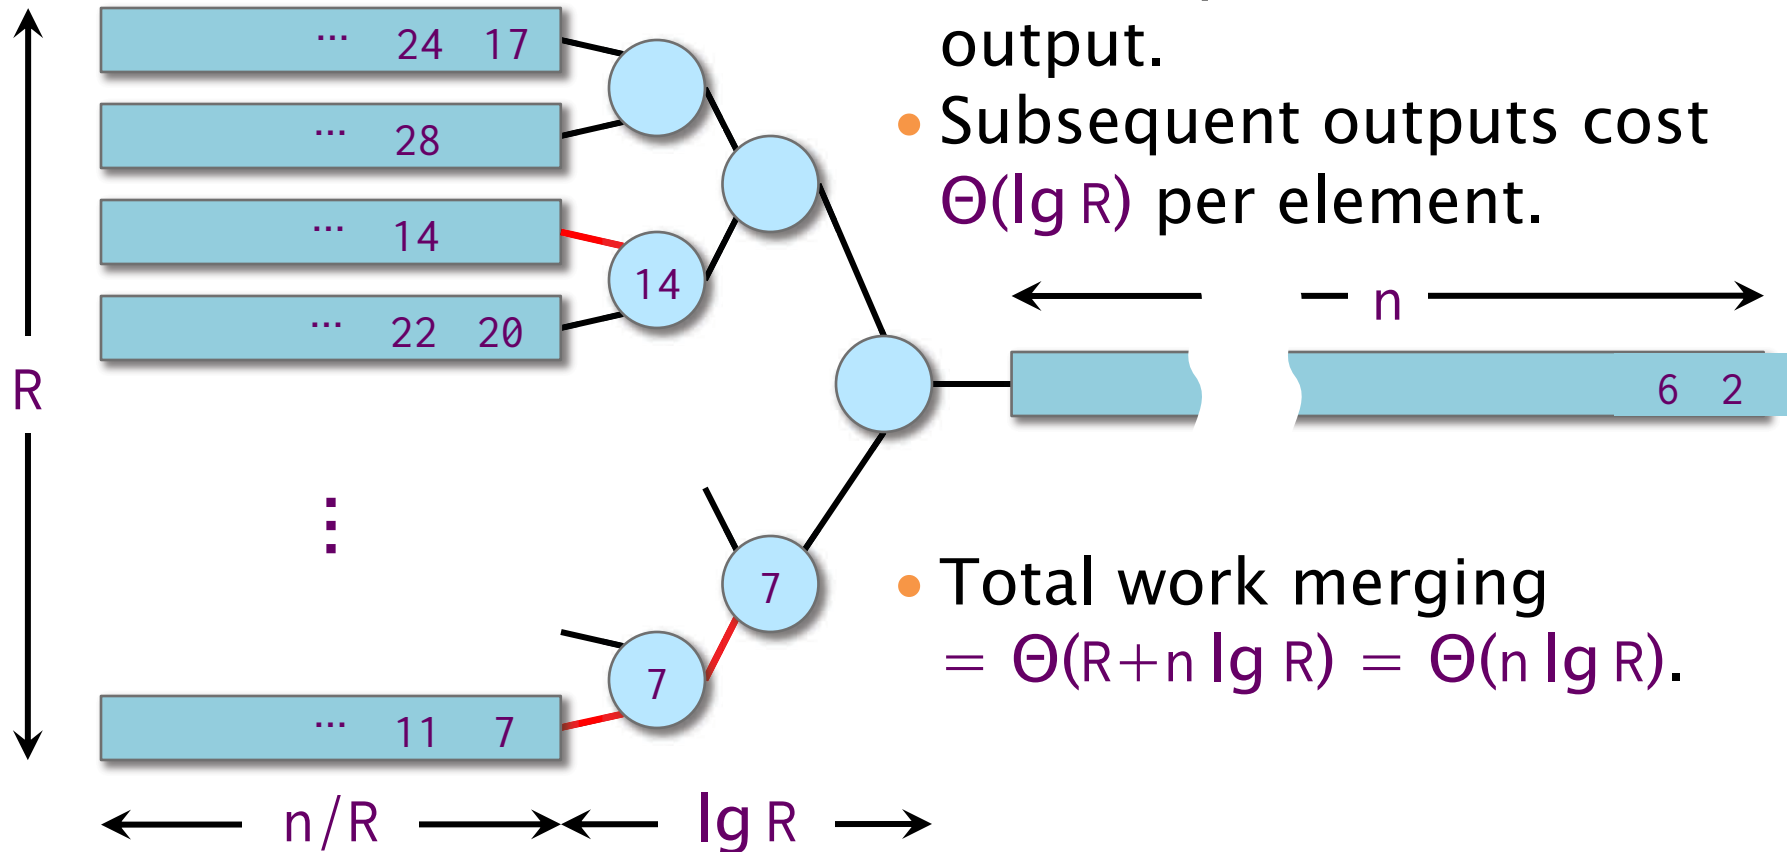 ... 24 17
output.
... 28
• Subsequent outputs cost
Θ(lg R) per element.
... 14
14
... 22 20
n
R
6 2
⋮
7
• Total work merging
= Θ(R+n lg R) = Θ(n lg R).
7
... 11 7
n/R
lg R